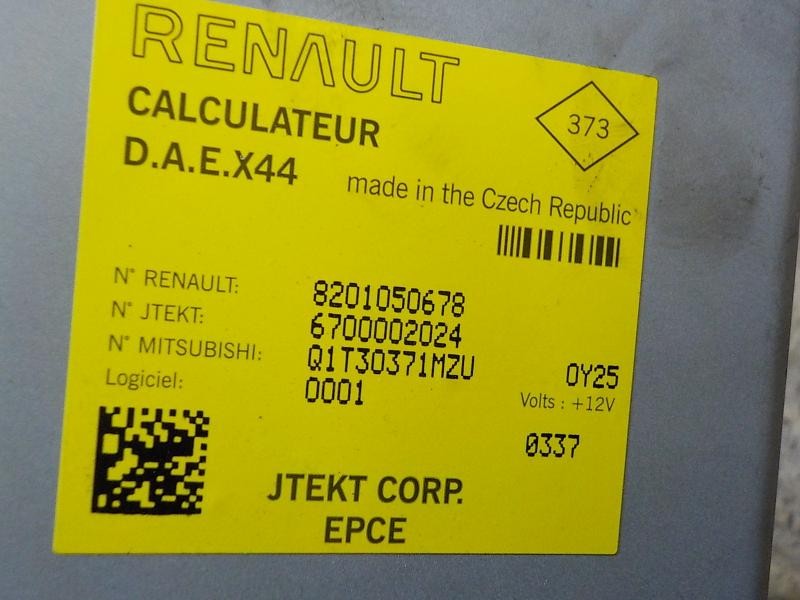 RENAULT
373
CALCULATEUR
D.A.E.X44
made in the Czech Republic
N° RENAULT: 8201050678
N° JTEKT: 6700002024
N° MITSUBISHI: Q1T30371MZU
0Y25
Logiciel: 0001
Volts : +12V
0337
JTEKT CORP.
EPCE